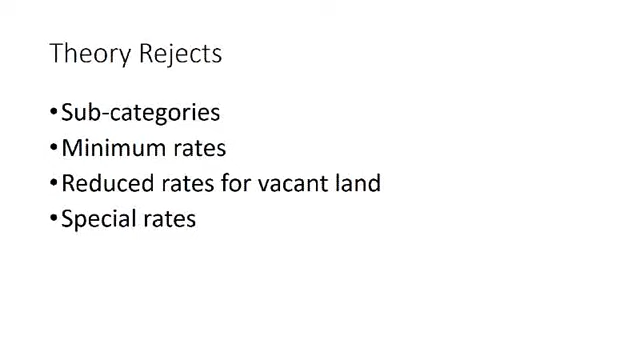 Theory Rejects
•Sub-categories
•Minimum rates
•Reduced rates for vacant land
•Special rates